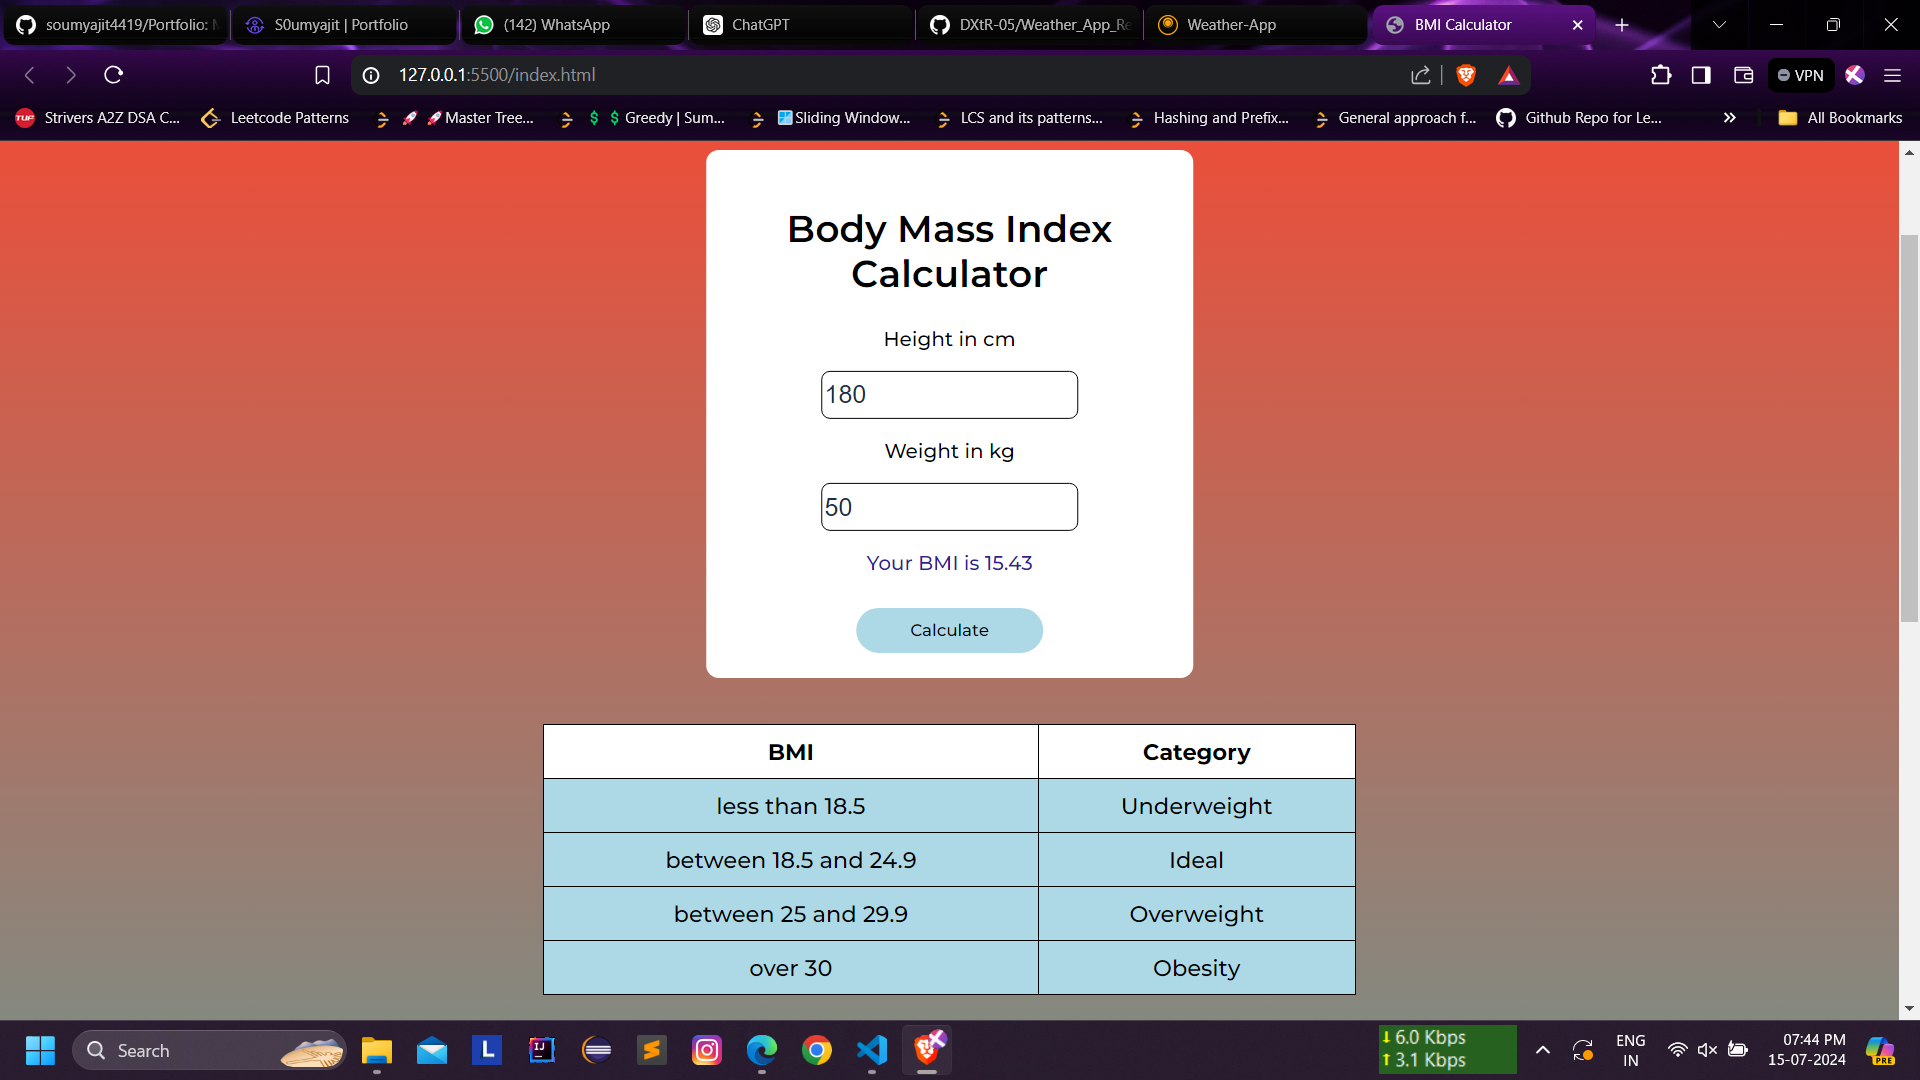 soumyajit4419/Portfolio: M
S0umyajit | Portfolio
(142) WhatsApp
ChatGPT
DXtR-05/Weather_App_Re
Weather-App
BMI Calculator
127.0.0.1:5500/index.html
VPN
TUF Strivers A2Z DSA C...
Leetcode Patterns
🚀 🚀Master Tree...
$ $ Greedy | Sum...
🪟Sliding Window...
LCS and its patterns...
Hashing and Prefix...
General approach f...
Github Repo for Le...
»
All Bookmarks
Body Mass Index
Calculator
Height in cm
180
Weight in kg
50
Your BMI is 15.43
Calculate
BMI Category
less than 18.5 Underweight
between 18.5 and 24.9 Ideal
between 25 and 29.9 Overweight
over 30 Obesity
Search
L
IJ
S
6.0 Kbps
3.1 Kbps
ENG
IN
07:44 PM
15-07-2024
PRE